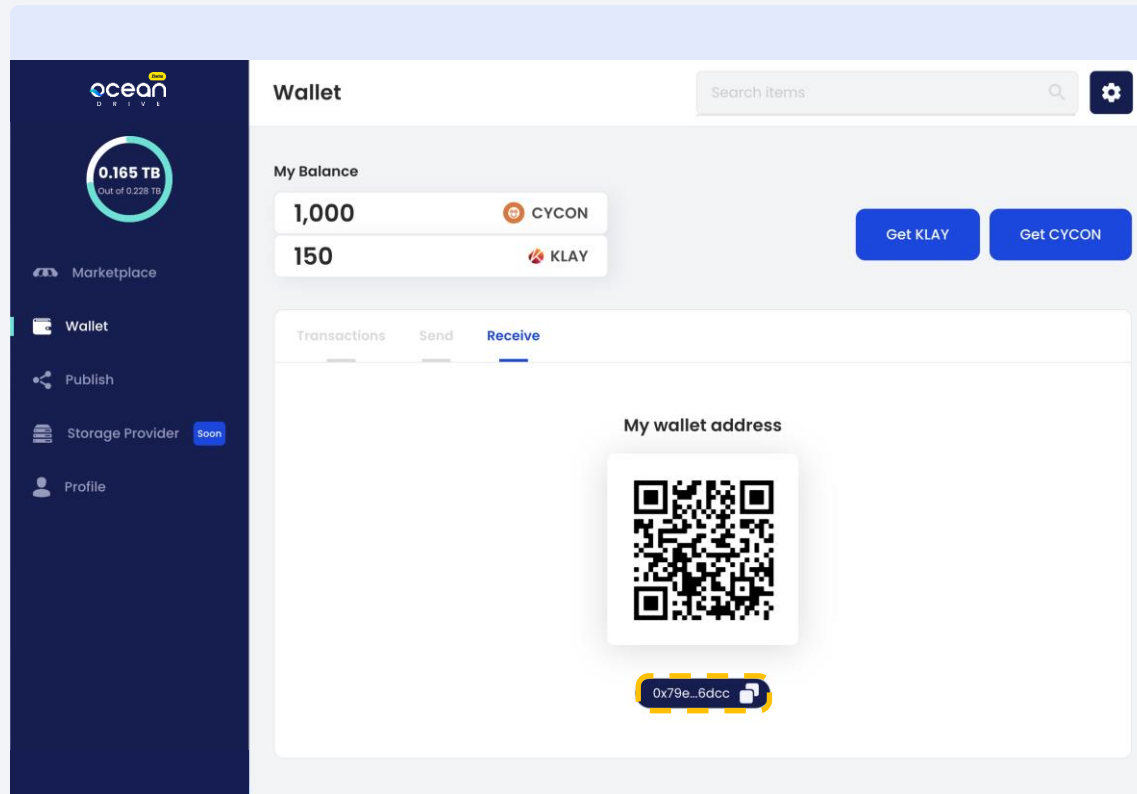 Beta
ocean
DRIVE
0.165 TB
Out of 0.228 TB
Marketplace
Wallet
Publish
Storage Provider Soon
Profile
Wallet
Search items
My Balance
1,000 CYCON
150 KLAY
Get KLAY Get CYCON
Transactions Send Receive
My wallet address
0x79e...6dcc